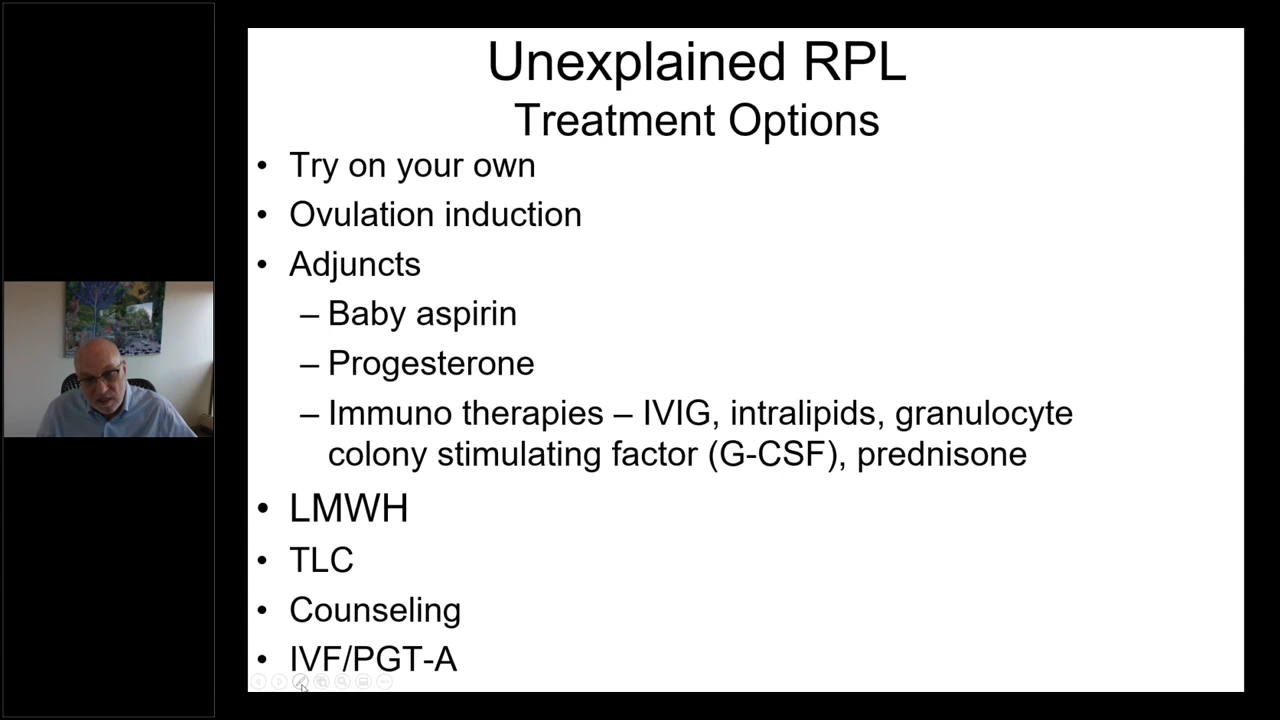 Unexplained RPL
Treatment Options
• Try on your own
• Ovulation induction
• Adjuncts
– Baby aspirin
– Progesterone
– Immuno therapies – IVIG, intralipids, granulocyte
colony stimulating factor (G-CSF), prednisone
• LMWH
• TLC
• Counseling
• IVF/PGT-A